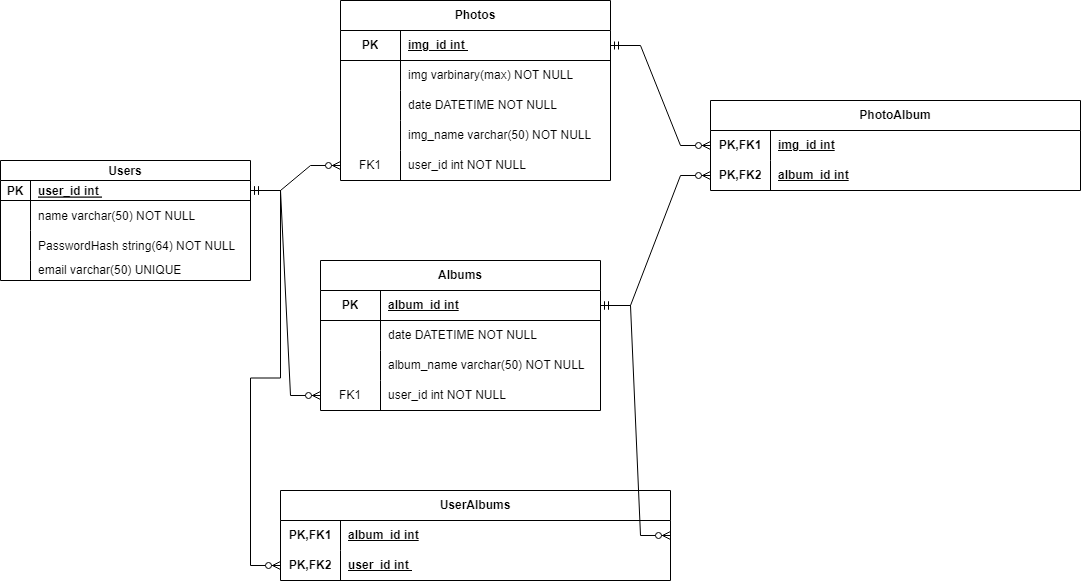 Photos
PK img_id int
img varbinary(max) NOT NULL
date DATETIME NOT NULL
img_name varchar(50) NOT NULL
FK1 user_id int NOT NULL
PhotoAlbum
PK,FK1 img_id int
PK,FK2 album_id int
Users
PK user_id int
name varchar(50) NOT NULL
PasswordHash string(64) NOT NULL
email varchar(50) UNIQUE
Albums
PK album_id int
date DATETIME NOT NULL
album_name varchar(50) NOT NULL
FK1 user_id int NOT NULL
UserAlbums
PK,FK1 album_id int
PK,FK2 user_id int